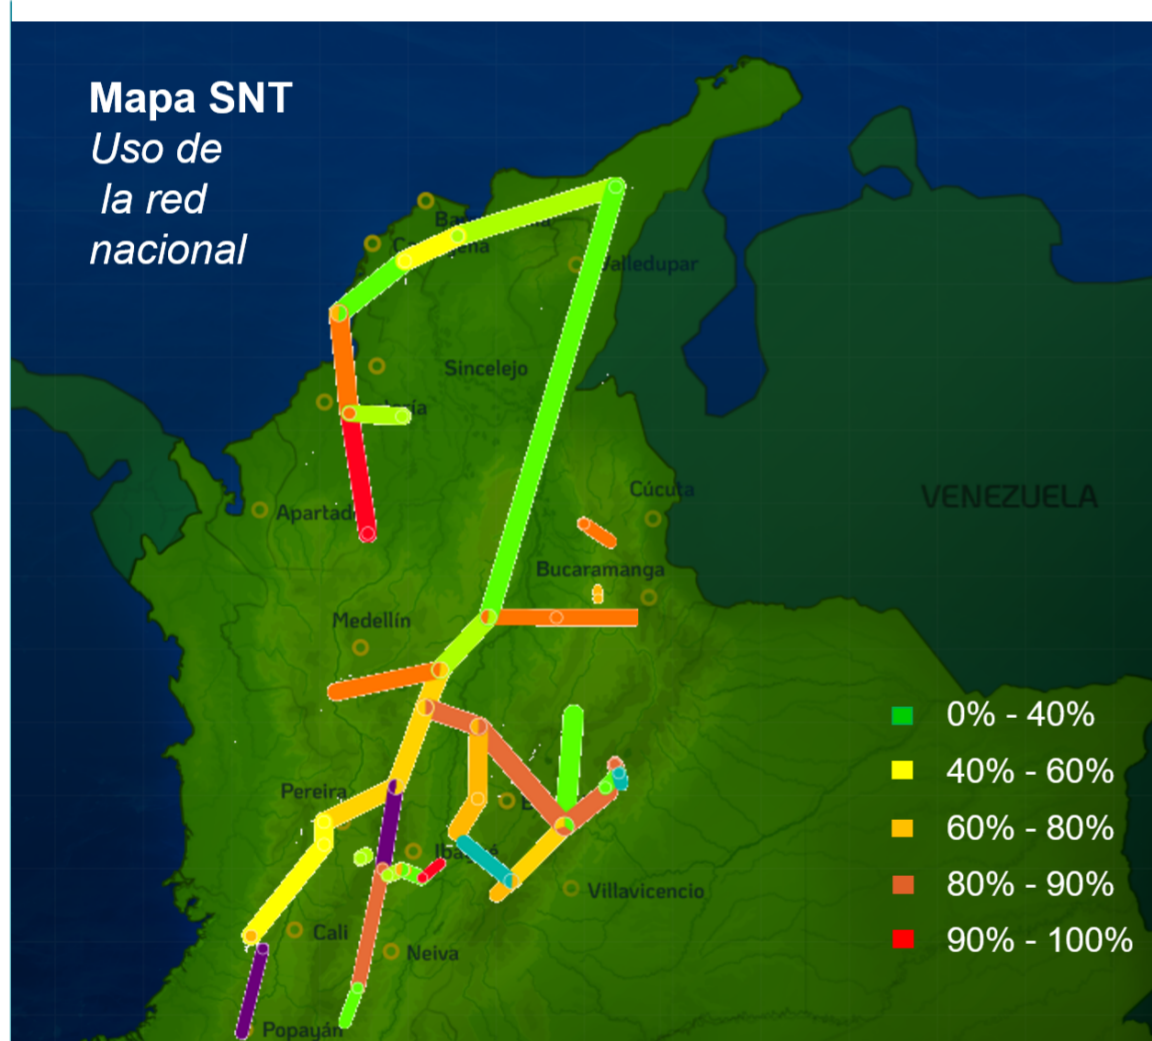 Mapa SNT
Uso de
la red
nacional
Valledupar
Sincelejo
Cúcuta
VENEZUELA
Apartad
Bucaramanga
Medellín
0% - 40%
40% - 60%
Pereira
60% - 80%
Ibagué
80% - 90%
Villavicencio
Cali
90% - 100%
Neiva
Popayán